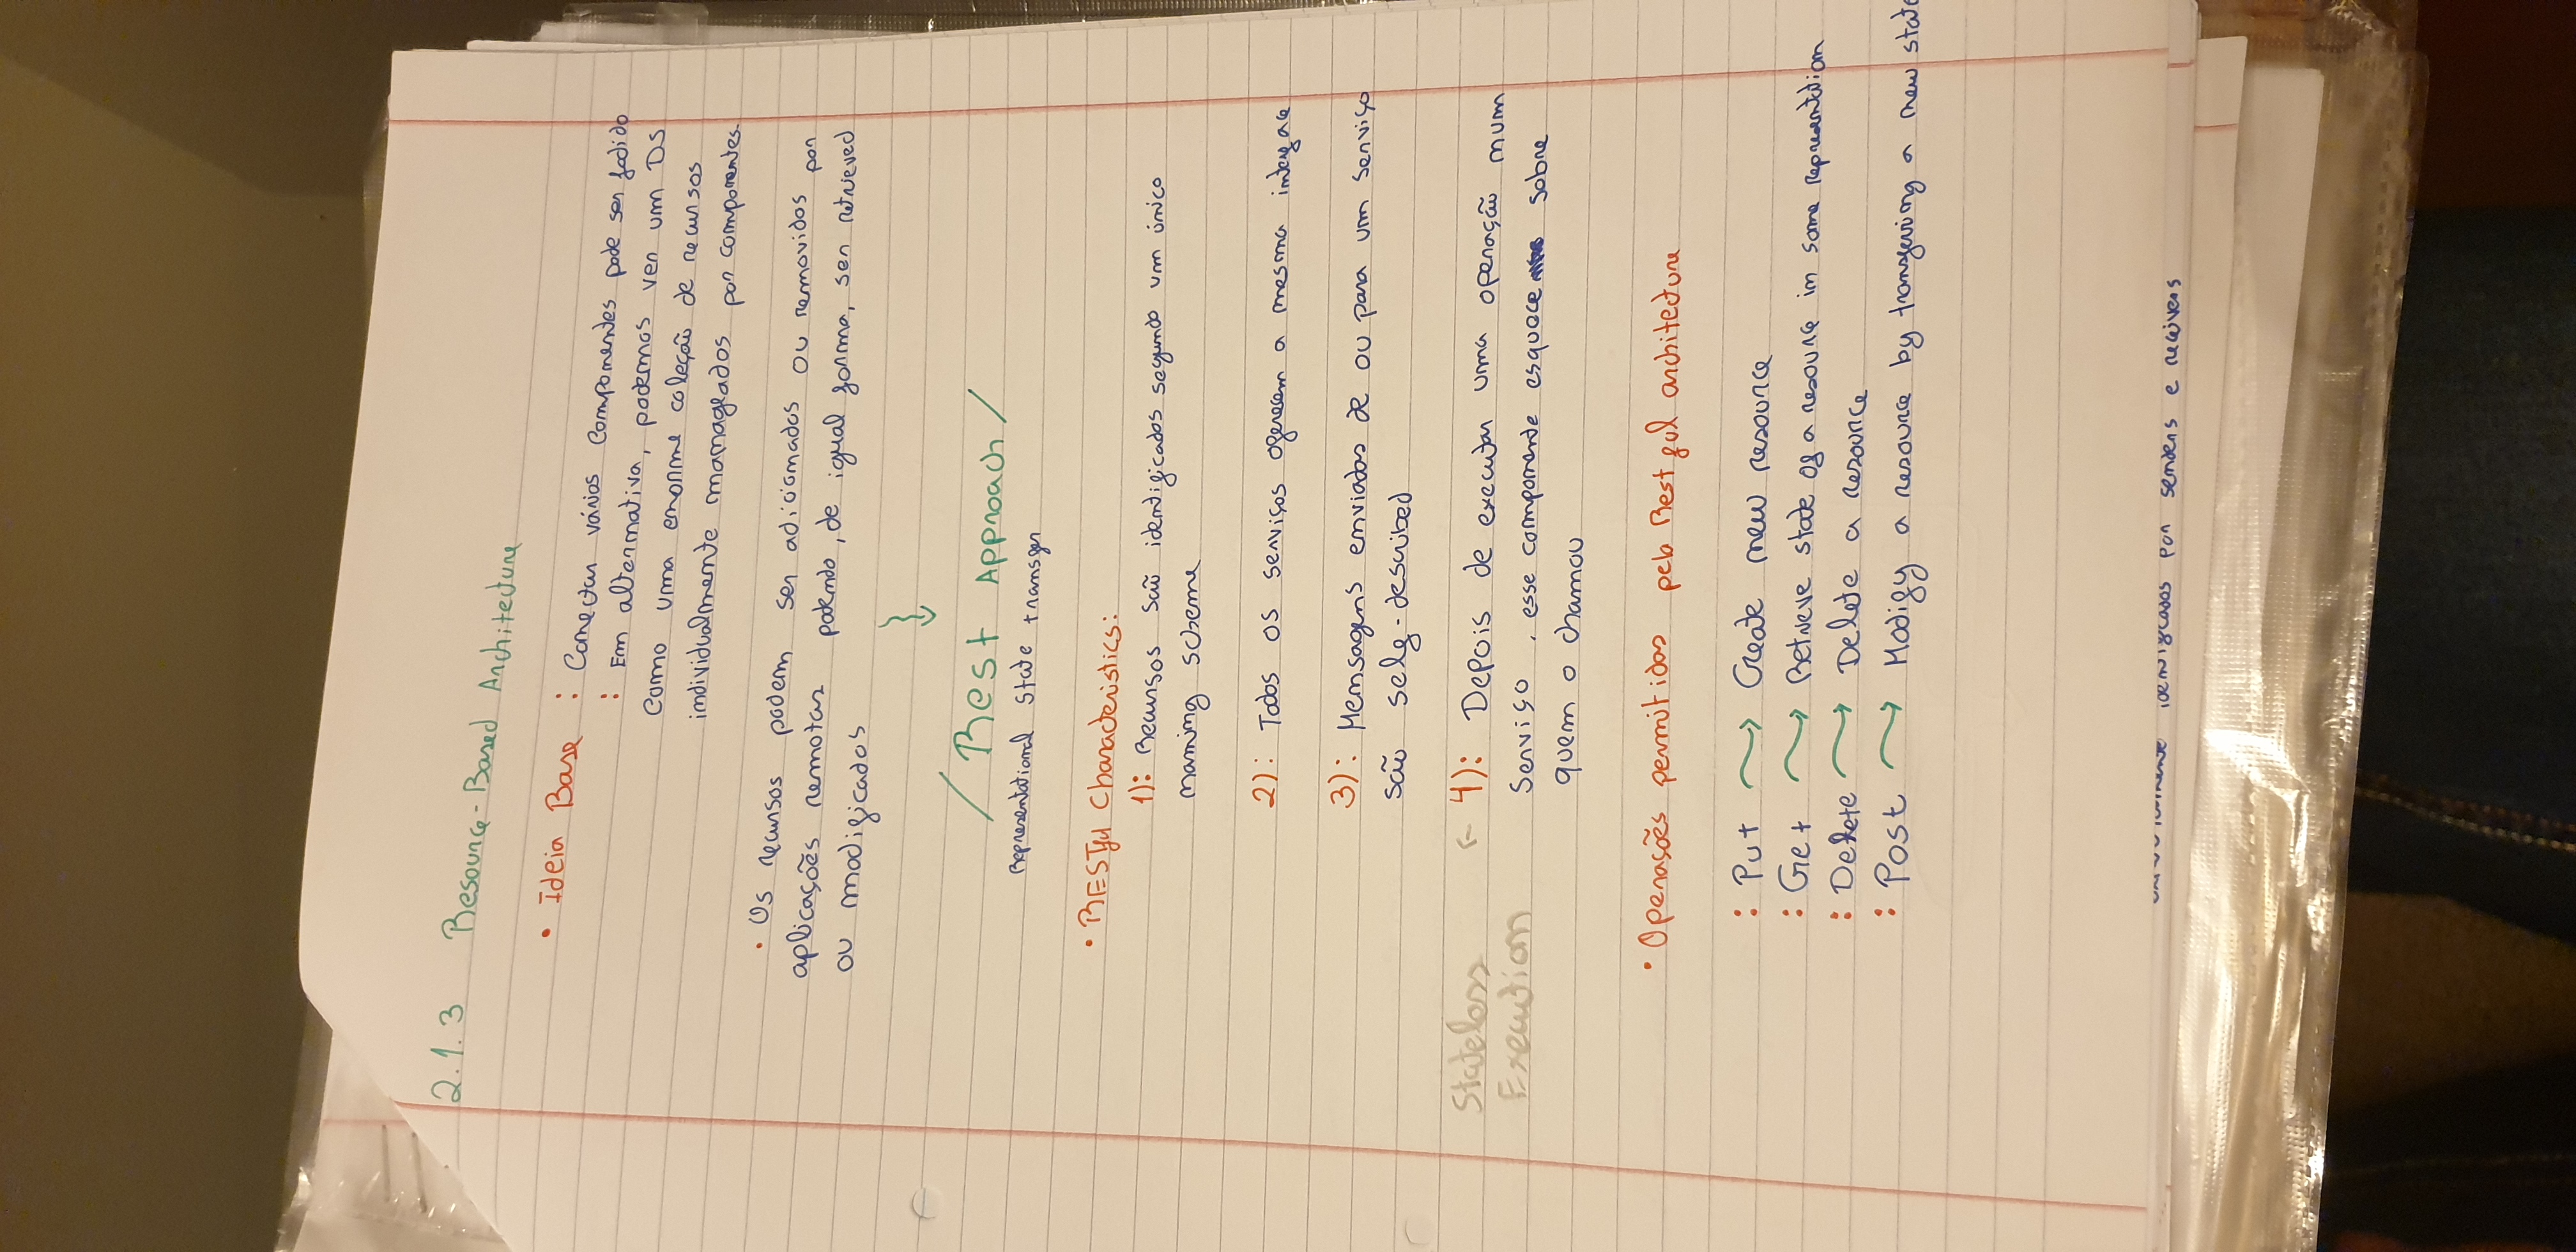 2.1.3 Resource-Based Architecture
• Ideia Base : Conectar vários componentes pode ser fodido
: Em alternativa, podemos ver um DS
como uma enorme coleção de recursos
individualmente manageados por componentes.
• Os recursos podem ser adicionados ou removidos por
aplicações remotas podendo, de igual forma, ser retrieved
ou modificados
/ Rest Approach /
Representational State transfer
• RESTful Characteristics:
1): Recursos são identificados segundo um único
naming scheme
2): Todos os serviços oferecem a mesma interface
3): Mensagens enviadas de ou para um serviço
são self-described
Stateless ← 4): Depois de executar uma operação num
Execution serviço, esse componente esquece sobre
quem o chamou
• Operações permitidas pela Restful architecture
: Put → Create new resource
: Get → Retrieve state of a resource in some representation
: Delete → Delete a resource
: Post → Modify a resource by transferring a new state
identificados por senders e receivers